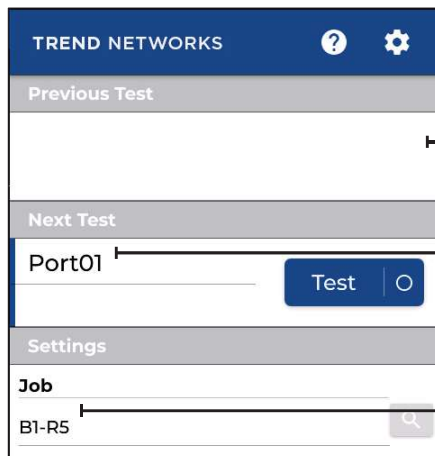 TREND NETWORKS
Previous Test
Next Test
Port01
Test
Settings
Job
B1-R5